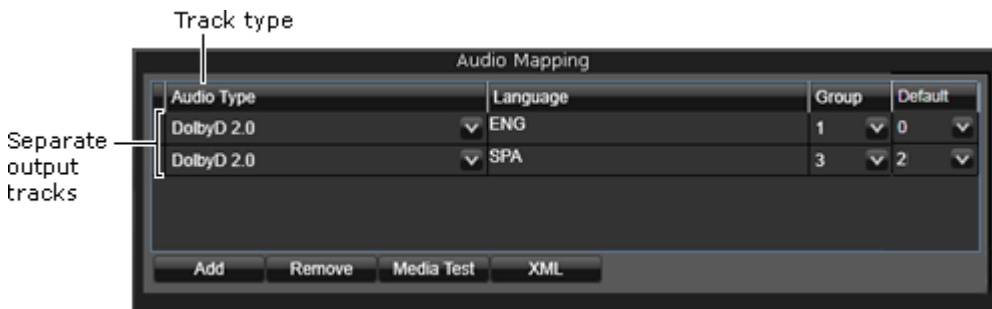 Track type
Audio Mapping
Audio Type Language Group Default
DolbyD 2.0 ENG 1 0
DolbyD 2.0 SPA 3 2
Separate
output
tracks
Add Remove Media Test XML